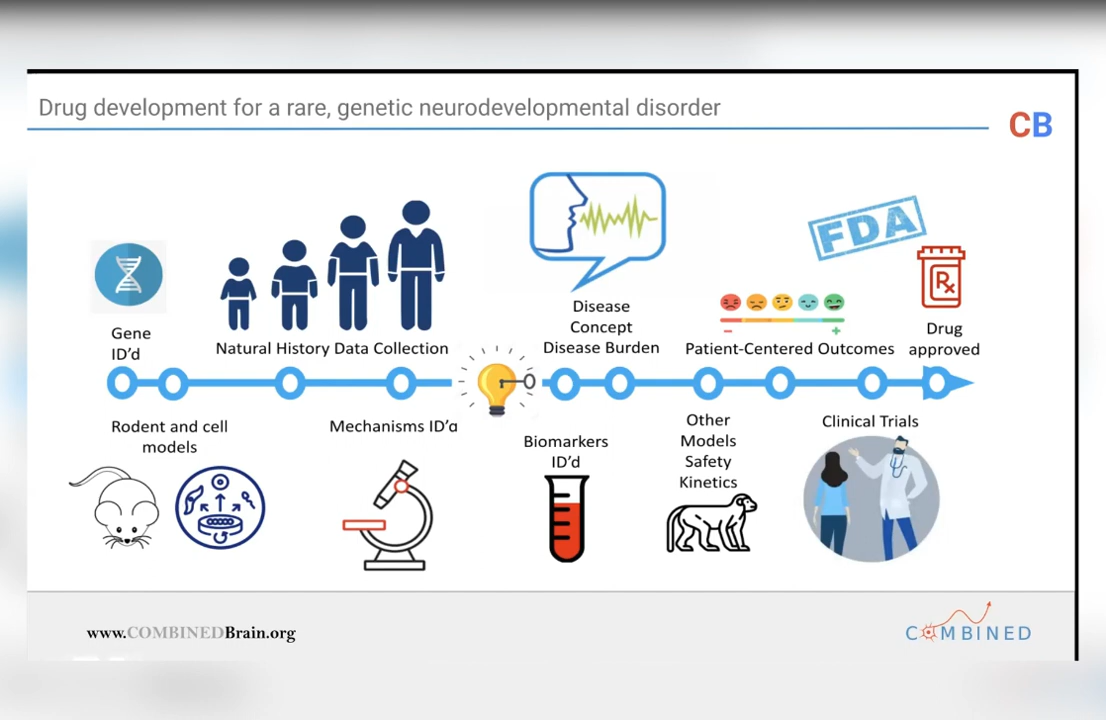 Drug development for a rare, genetic neurodevelopmental disorder
CB
FDA
Rx
Gene
ID'd
Natural History Data Collection
Disease
Concept
Disease Burden
Patient-Centered Outcomes
Drug
approved
- +
Rodent and cell
models
Mechanisms ID'd
Biomarkers
ID'd
Other
Models
Safety
Kinetics
Clinical Trials
www.COMBINEDBrain.org
COMBINED